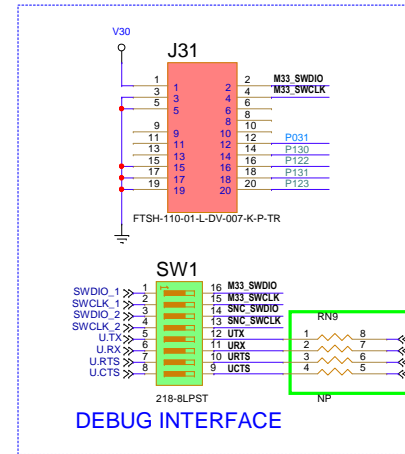 V30
J31
1 1 2 2 M33_SWDIO
3 3 4 4 M33_SWCLK
5 5 6 6
8 8
9 9 10 10
11 11 12 12 P031
13 13 14 14 P130
15 15 16 16 P122
17 17 18 18 P131
19 19 20 20 P123
FTSH-110-01-L-DV-007-K-P-TR
SW1
SWDIO_1 1 16 M33_SWDIO
SWCLK_1 2 15 M33_SWCLK
SWDIO_2 3 14 SNC_SWDIO
SWCLK_2 4 13 SNC_SWCLK
U.TX 5 12 UTX
U.RX 6 11 URX
U.RTS 7 10 URTS
U.CTS 8 9 UCTS
218-8LPST
RN9
1 8
2 7
3 6
4 5
NP
DEBUG INTERFACE